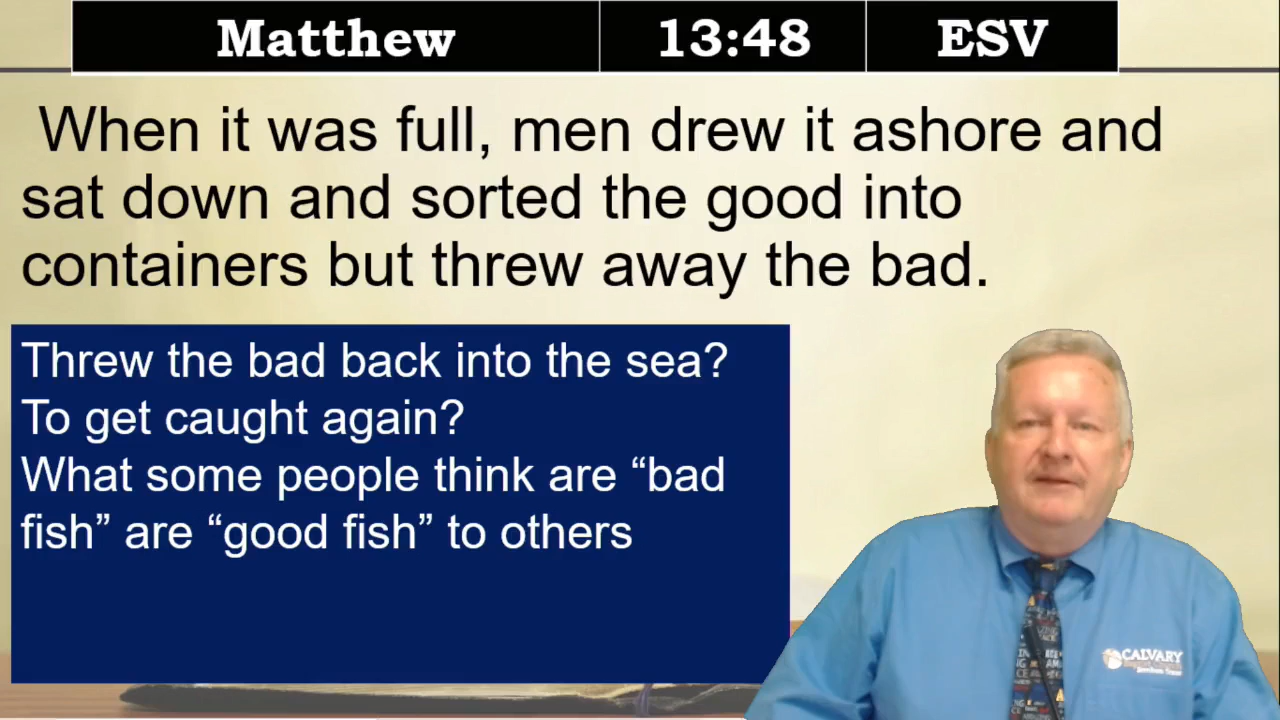 Matthew 13:48 ESV
When it was full, men drew it ashore and
sat down and sorted the good into
containers but threw away the bad.
Threw the bad back into the sea?
To get caught again?
What some people think are “bad
fish” are “good fish” to others
CALVARY